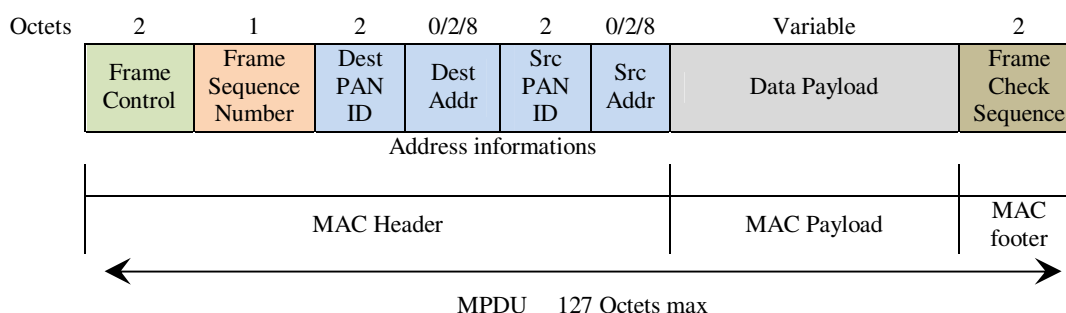 Octets 2 1 2 0/2/8 2 0/2/8 Variable 2
Frame Control
Frame Sequence Number
Dest PAN ID
Dest Addr
Src PAN ID
Src Addr
Data Payload
Frame Check Sequence
Address informations
MAC Header
MAC Payload
MAC footer
MPDU 127 Octets max